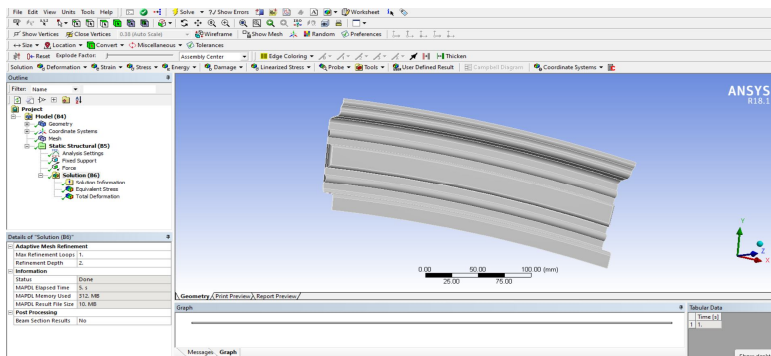 File Edit View Units Tools Help Solve ?/ Show Errors Worksheet
Show Vertices Close Vertices 0.38 (Auto Scale) Wireframe Show Mesh Random Preferences
Size Location Convert Miscellaneous Tolerances
Reset Explode Factor: Assembly Center Edge Coloring Thicken
Solution Deformation Strain Stress Energy Damage Linearized Stress Probe Tools User Defined Result Campbell Diagram Coordinate Systems
Outline
Filter: Name
Project
Model (B4)
Geometry
Coordinate Systems
Mesh
Static Structural (B5)
Analysis Settings
Fixed Support
Force
Solution (B6)
Solution Information
Equivalent Stress
Total Deformation
Details of "Solution (B6)"
Adaptive Mesh Refinement
Max Refinement Loops 1.
Refinement Depth 2.
Information
Status Done
MAPDL Elapsed Time 5. s
MAPDL Memory Used 312. MB
MAPDL Result File Size 10. MB
Post Processing
Beam Section Results No
ANSYS
R18.1
Y
Z
X
0.00 50.00 100.00 (mm)
25.00 75.00
Geometry Print Preview Report Preview
Graph
Messages Graph
Tabular Data
Time [s]
1 1.